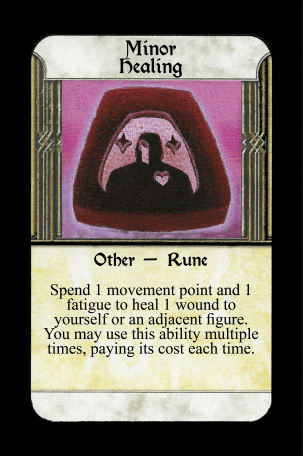 Minor
Healing
Other — Rune
Spend 1 movement point and 1
fatigue to heal 1 wound to
yourself or an adjacent figure.
You may use this ability multiple
times, paying its cost each time.